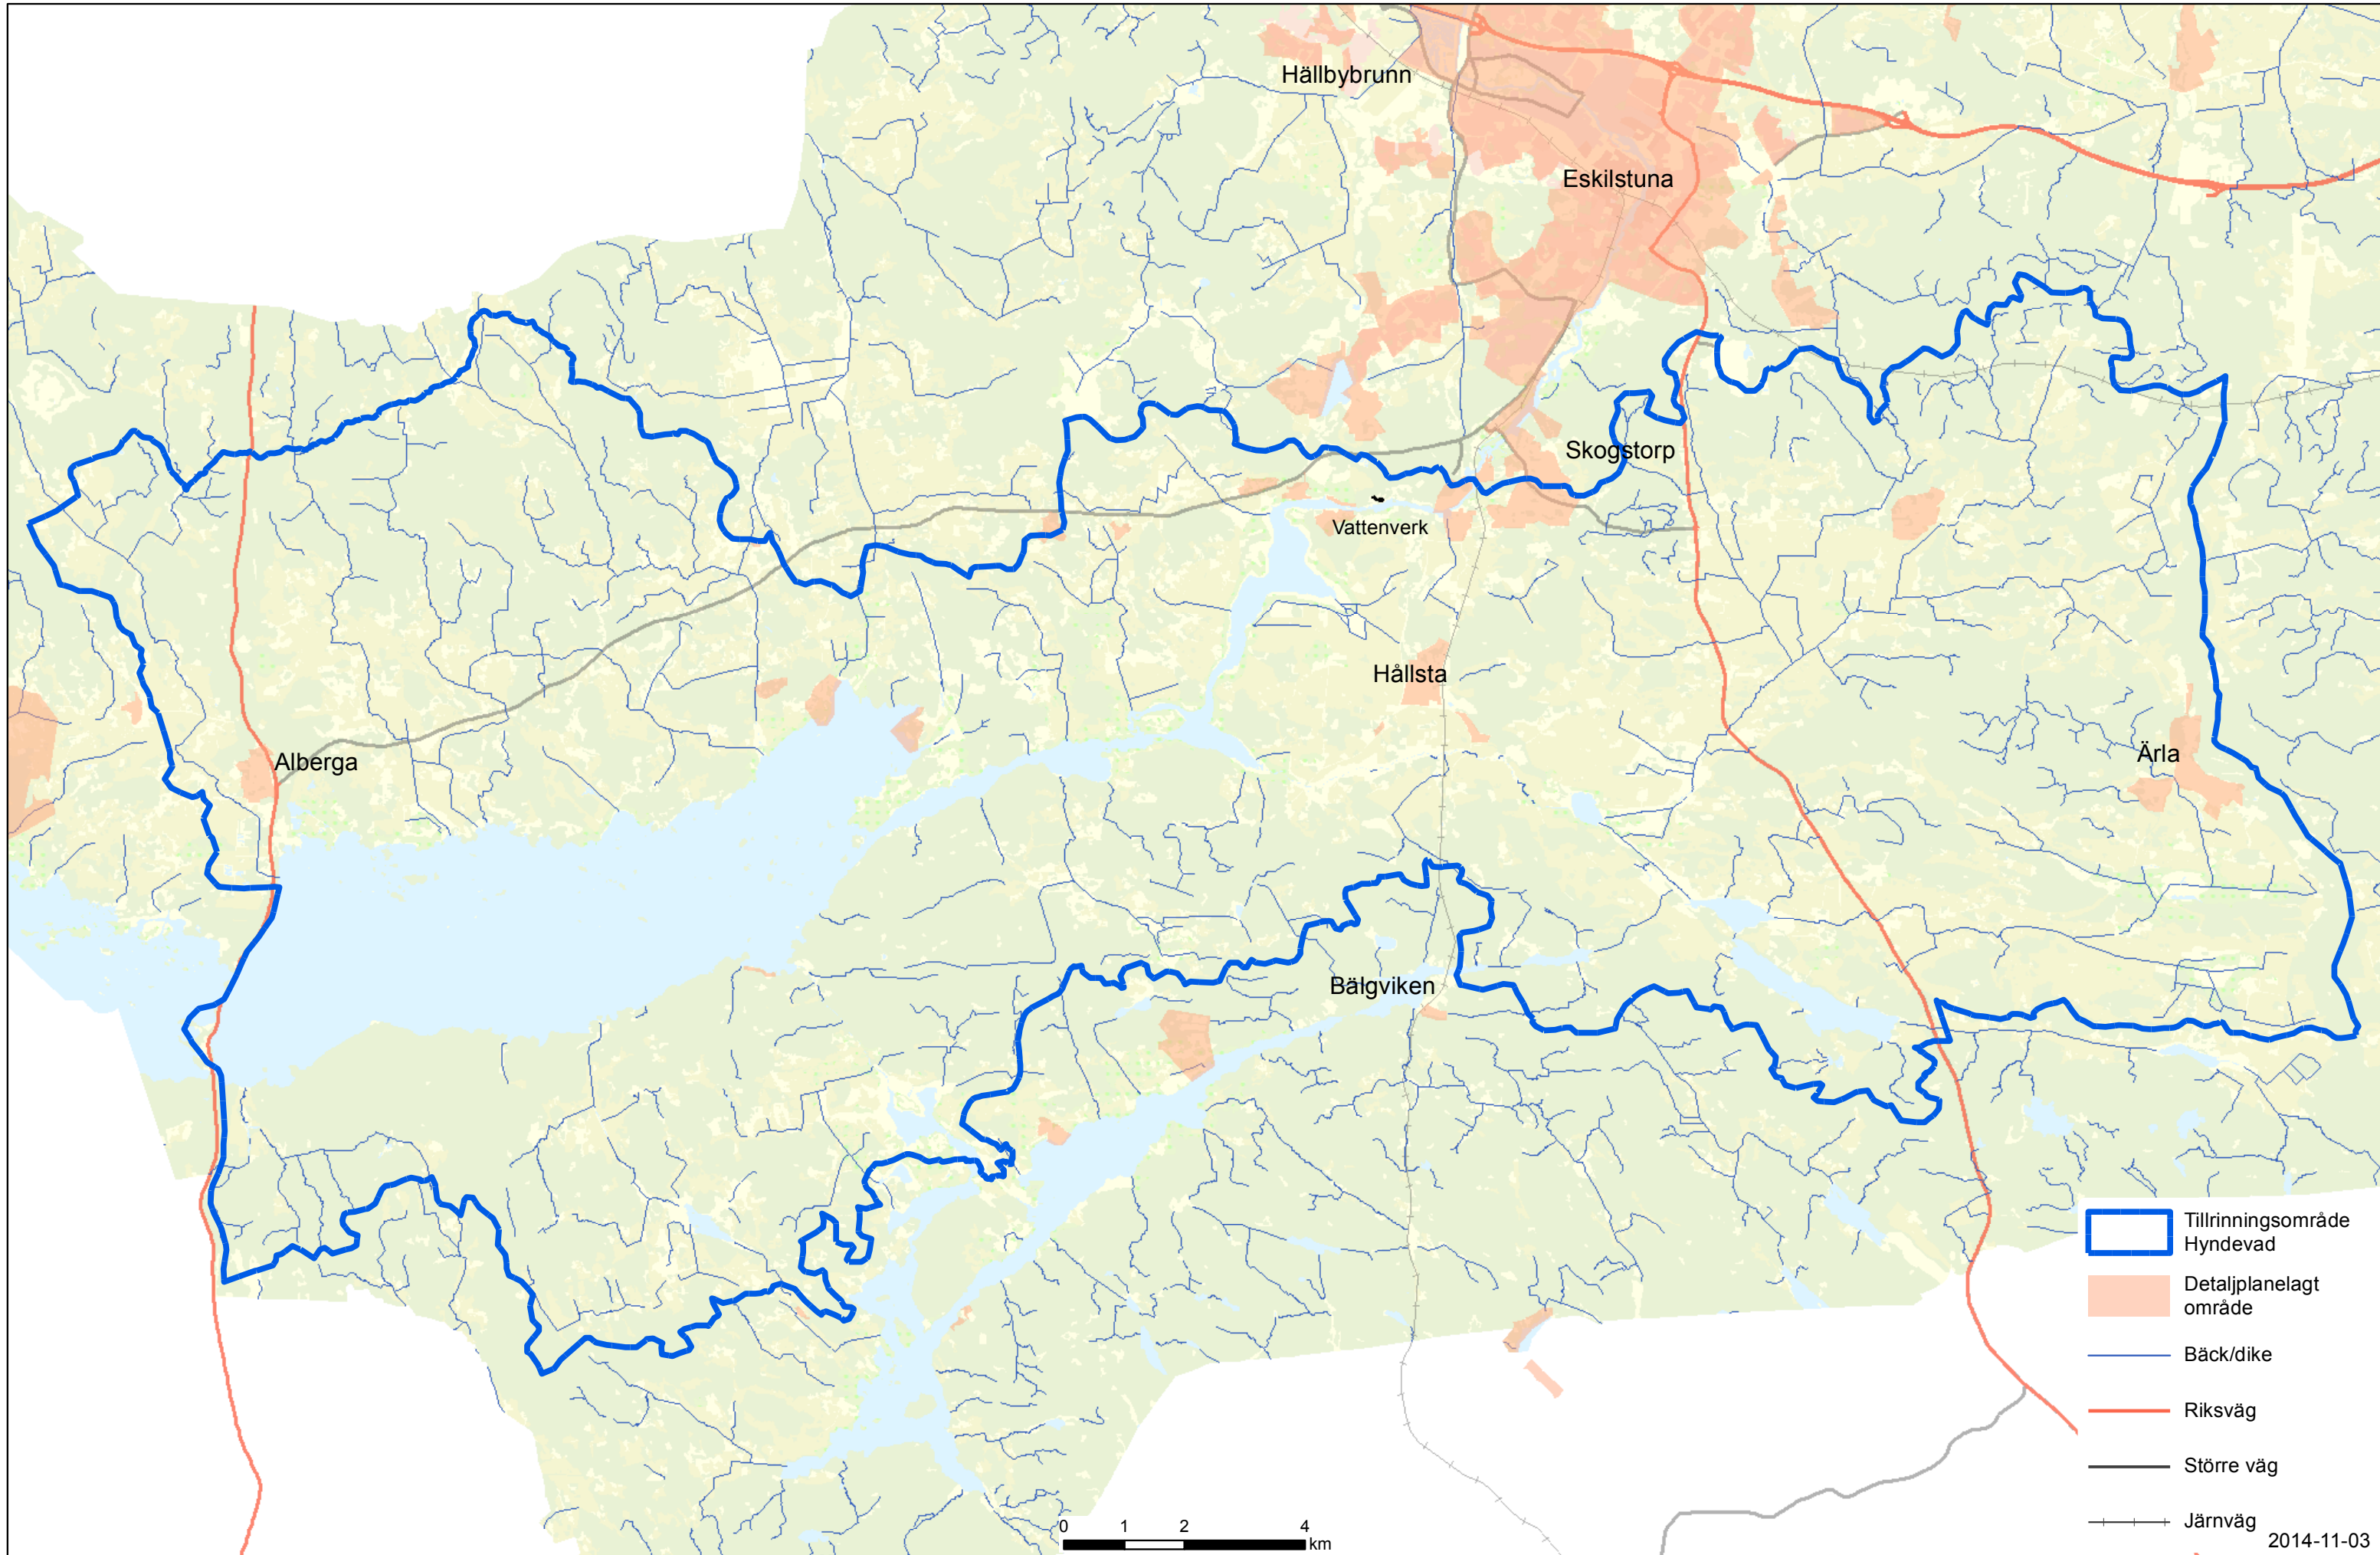 Hällbybrunn
Eskilstuna
Skogstorp
Vattenverk
Hållsta
Ärla
Alberga
Bälgviken
Tillrinningsområde
Hyndevad
Detaljplanelagt
område
Bäck/dike
Riksväg
Större väg
Järnväg
2014-11-03
0 1 2 4
km